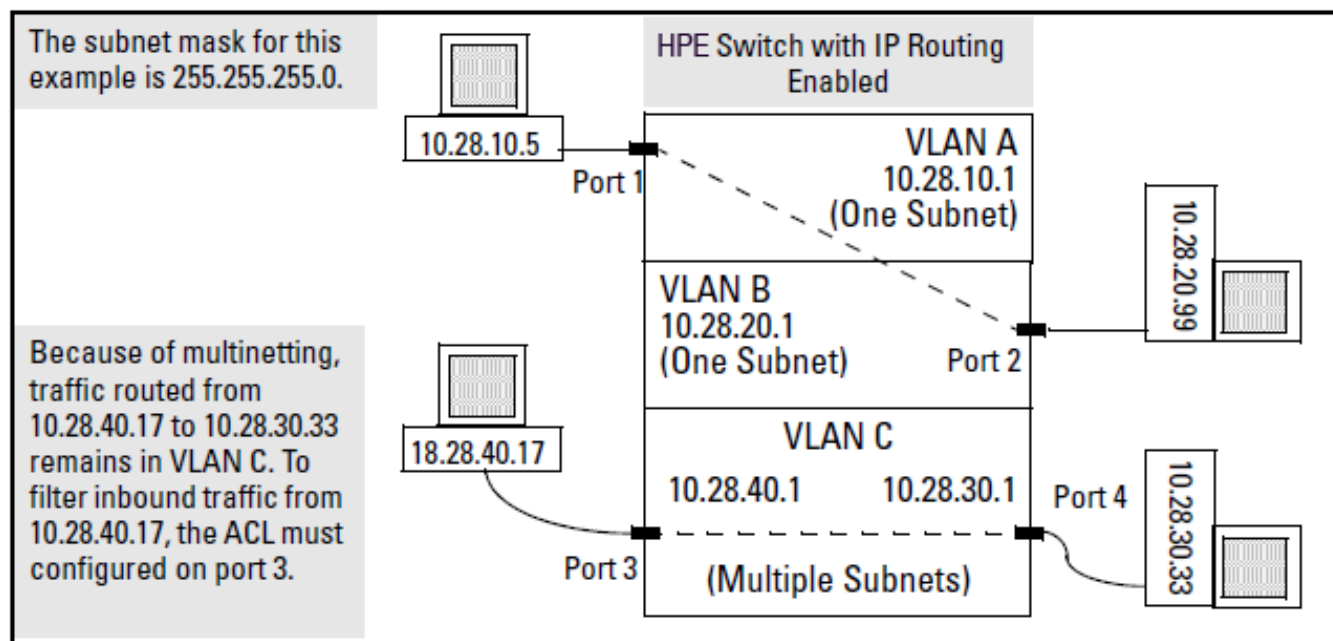 The subnet mask for this
example is 255.255.255.0.
HPE Switch with IP Routing
Enabled
10.28.10.5
Port 1
VLAN A
10.28.10.1
(One Subnet)
VLAN B
10.28.20.1
(One Subnet)
Port 2
10.28.20.99
Because of multinetting,
traffic routed from
10.28.40.17 to 10.28.30.33
remains in VLAN C. To
filter inbound traffic from
10.28.40.17, the ACL must
configured on port 3.
18.28.40.17
Port 3
VLAN C
10.28.40.1 10.28.30.1
(Multiple Subnets)
Port 4
10.28.30.33